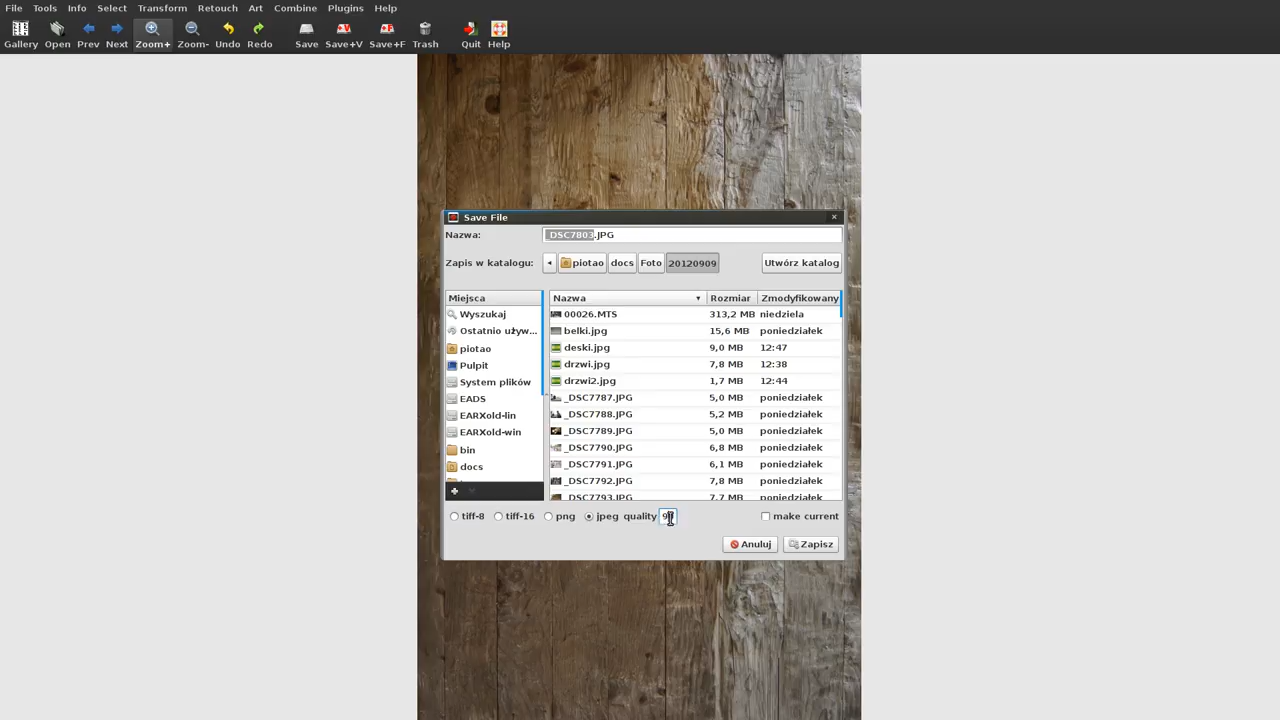 File Tools Info Select Transform Retouch Art Combine Plugins Help
Gallery Open Prev Next Zoom+ Zoom- Undo Redo Save Save+V Save+F Trash Quit Help
Save File
Nazwa: _DSC7803.JPG
Zapis w katalogu: piotao docs Foto 20120909 Utwórz katalog
Miejsca
Wyszukaj
Ostatnio używ...
piotao
Pulpit
System plików
EADS
EARXold-lin
EARXold-win
bin
docs
Nazwa Rozmiar Zmodyfikowany
00026.MTS 313,2 MB niedziela
belki.jpg 15,6 MB poniedziałek
deski.jpg 9,0 MB 12:47
drzwi.jpg 7,8 MB 12:38
drzwi2.jpg 1,7 MB 12:44
_DSC7787.JPG 5,0 MB poniedziałek
_DSC7788.JPG 5,2 MB poniedziałek
_DSC7789.JPG 5,0 MB poniedziałek
_DSC7790.JPG 6,8 MB poniedziałek
_DSC7791.JPG 6,1 MB poniedziałek
_DSC7792.JPG 7,8 MB poniedziałek
_DSC7793.JPG 7,7 MB poniedziałek
tiff-8 tiff-16 png jpeg quality make current
Anuluj Zapisz